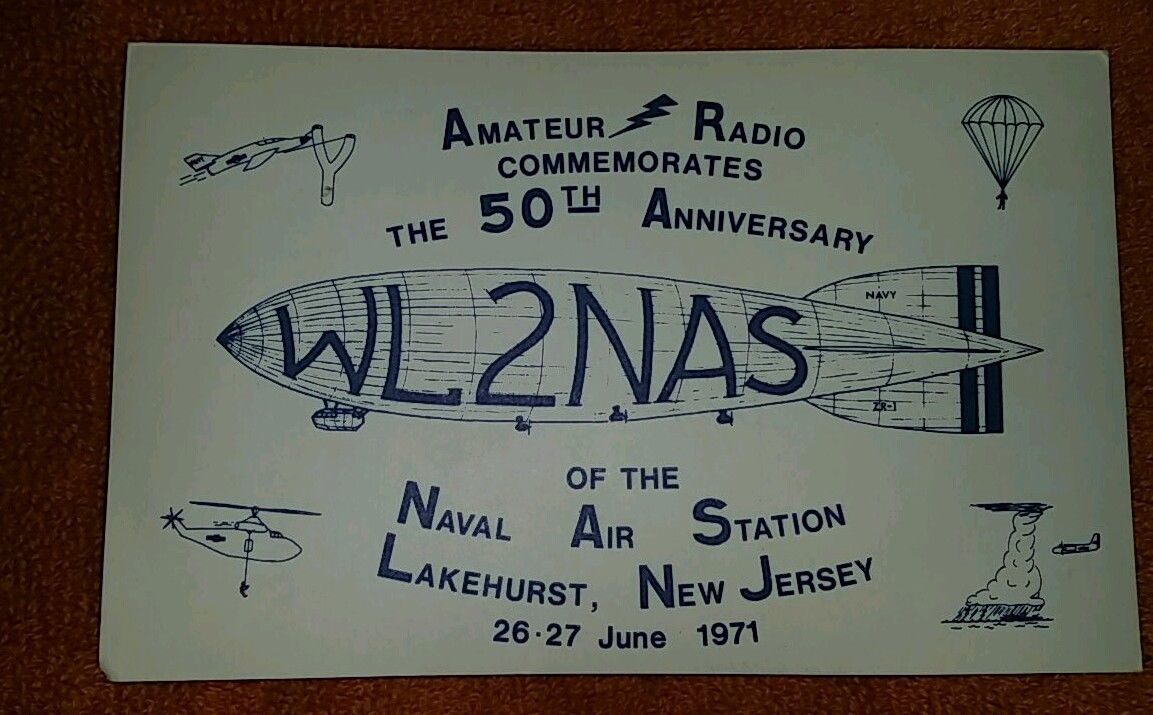 AMATEUR RADIO
COMMEMORATES
THE 50TH ANNIVERSARY
NAVY
WL2NAS
ZR-1
OF THE
NAVAL AIR STATION
LAKEHURST, NEW JERSEY
26·27 June 1971